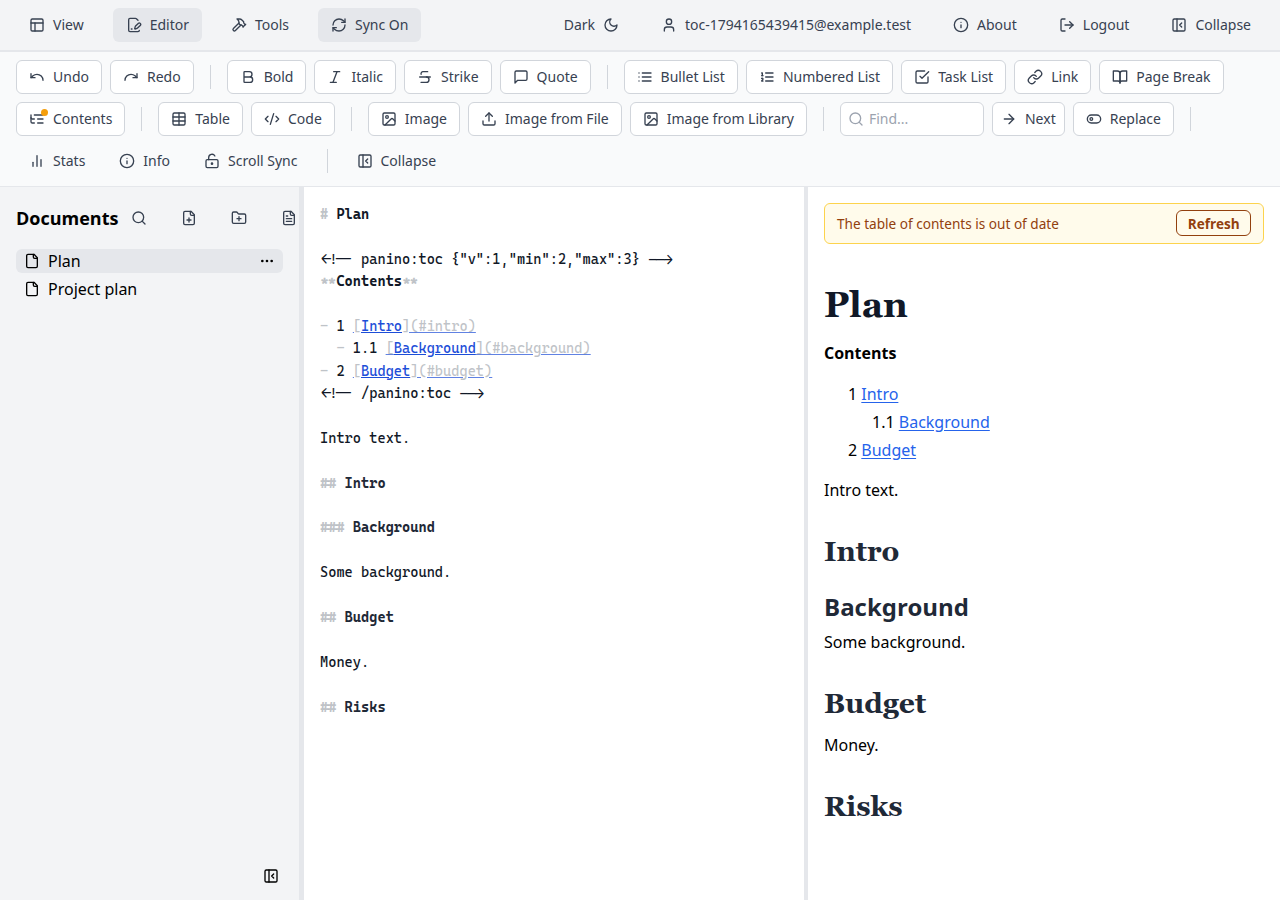 View Editor Tools Sync On Dark toc-1794165439415@example.test About Logout Collapse
Undo Redo Bold Italic Strike Quote Bullet List Numbered List Task List Link Page Break
Contents Table Code Image Image from File Image from Library Find... Next Replace
Stats Info Scroll Sync Collapse
Documents
Plan
Project plan
# Plan
<!-- panino:toc {"v":1,"min":2,"max":3} -->
**Contents**
- 1 [Intro](#intro)
- 1.1 [Background](#background)
- 2 [Budget](#budget)
<!-- /panino:toc -->
Intro text.
## Intro
### Background
Some background.
## Budget
Money.
## Risks
The table of contents is out of date Refresh
Plan
Contents
1 Intro
1.1 Background
2 Budget
Intro text.
Intro
Background
Some background.
Budget
Money.
Risks